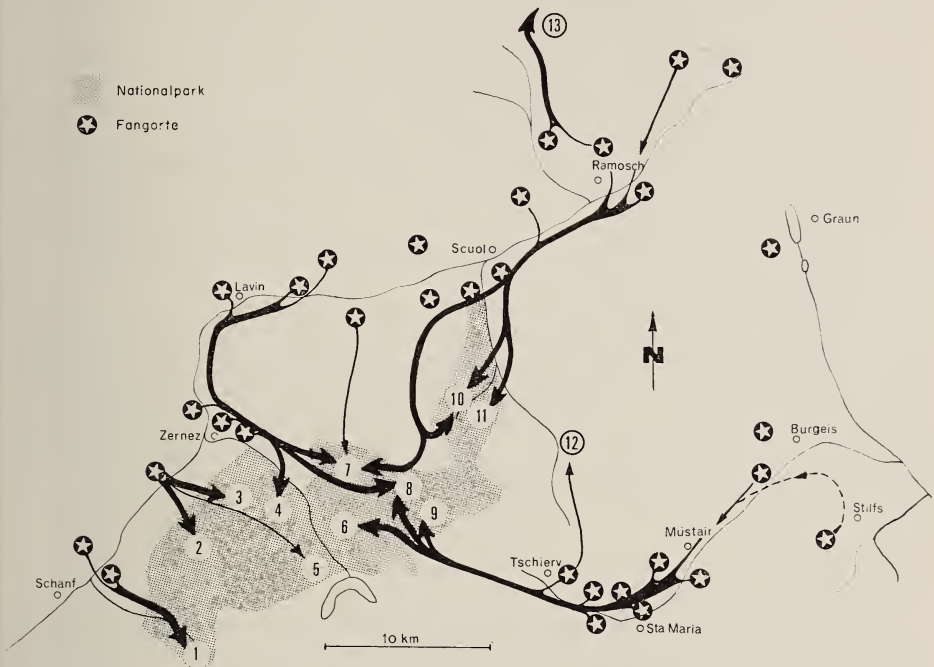 13
Nationalpark
Fangorte
Ramosch
Graun
Scuol
Lavin
N
10
11
Zernez
12
Burgeis
7
8
3
4
9
6
Stilfs
2
Müstair
5
Tschierv
Schanf
Sta Maria
10 km
1